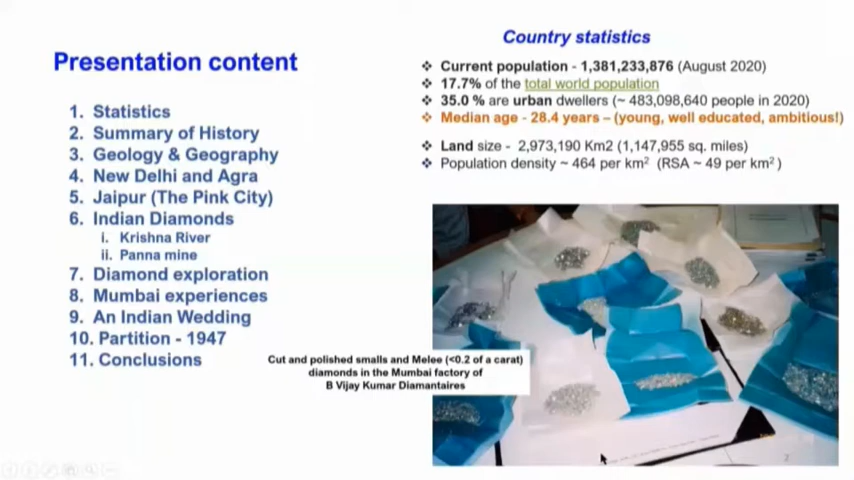 Presentation content
1. Statistics
2. Summary of History
3. Geology & Geography
4. New Delhi and Agra
5. Jaipur (The Pink City)
6. Indian Diamonds
i. Krishna River
ii. Panna mine
7. Diamond exploration
8. Mumbai experiences
9. An Indian Wedding
10. Partition - 1947
11. Conclusions
Country statistics
❖ Current population - 1,381,233,876 (August 2020)
❖ 17.7% of the total world population
❖ 35.0 % are urban dwellers (~ 483,098,640 people in 2020)
❖ Median age - 28.4 years – (young, well educated, ambitious!)
❖ Land size - 2,973,190 Km2 (1,147,955 sq. miles)
❖ Population density ~ 464 per km² (RSA ~ 49 per km²)
Cut and polished smalls and Melee (<0.2 of a carat)
diamonds in the Mumbai factory of
B Vijay Kumar Diamantaires
2